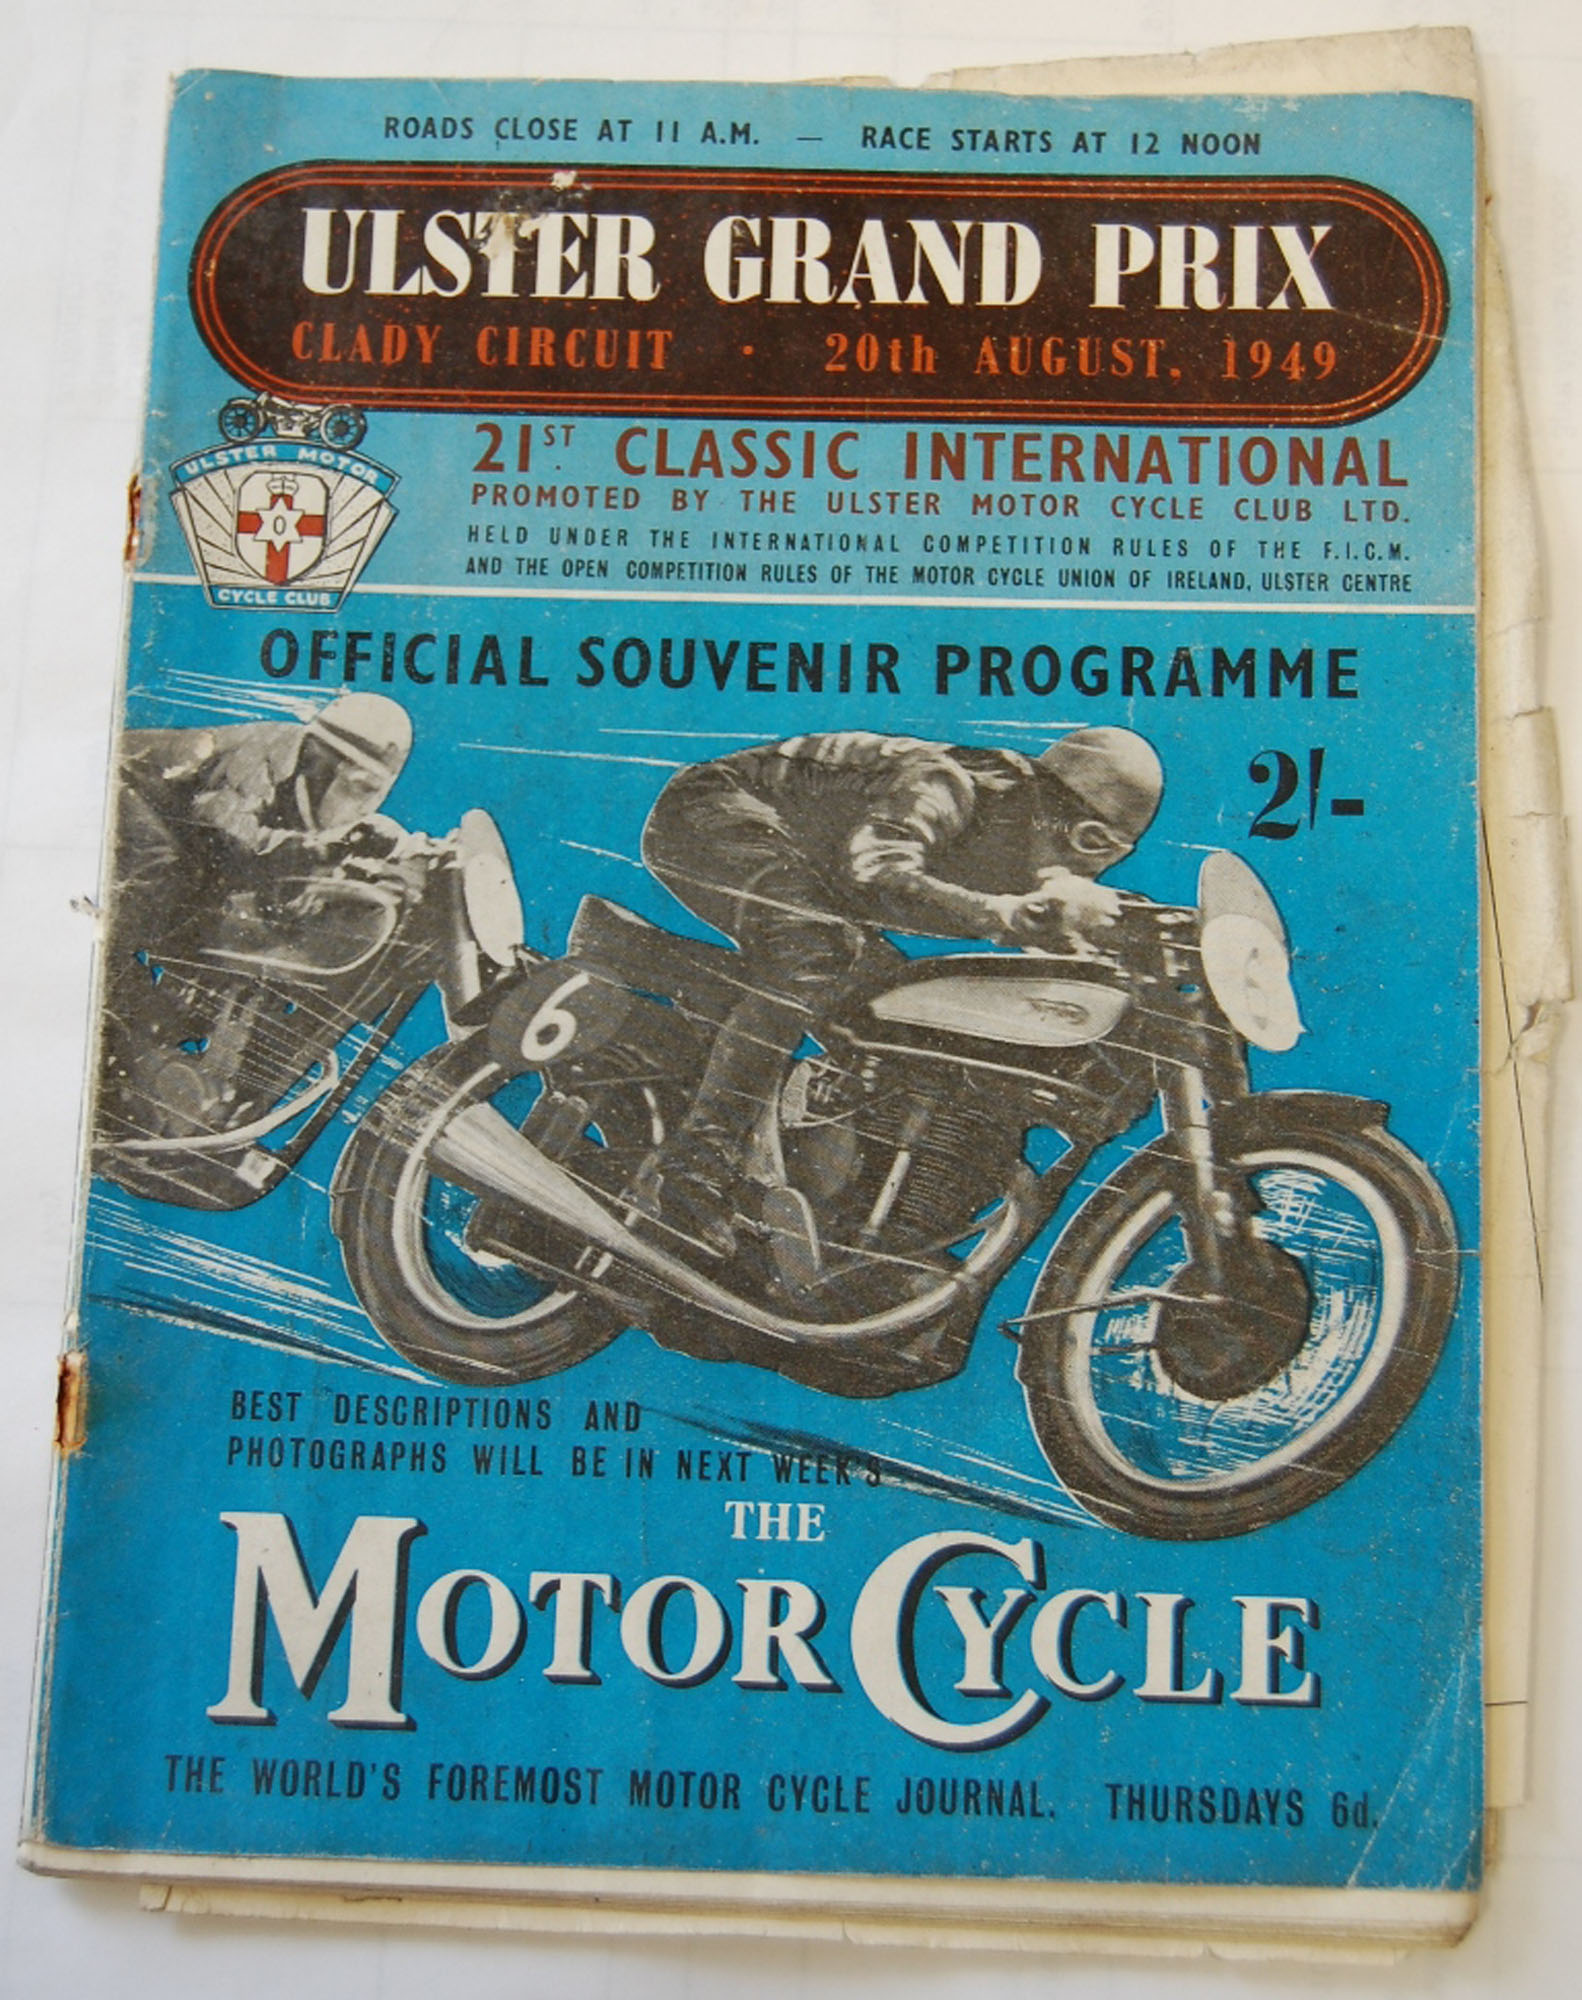 ROADS CLOSE AT 11 A.M. — RACE STARTS AT 12 NOON
ULSTER GRAND PRIX
CLADY CIRCUIT · 20th AUGUST, 1949
21ST CLASSIC INTERNATIONAL
PROMOTED BY THE ULSTER MOTOR CYCLE CLUB LTD.
HELD UNDER THE INTERNATIONAL COMPETITION RULES OF THE F.I.C.M.
AND THE OPEN COMPETITION RULES OF THE MOTOR CYCLE UNION OF IRELAND, ULSTER CENTRE
ULSTER MOTOR
0
CYCLE CLUB
OFFICIAL SOUVENIR PROGRAMME
2/-
6
BEST DESCRIPTIONS AND
PHOTOGRAPHS WILL BE IN NEXT WEEK'S
THE
MOTOR CYCLE
THE WORLD'S FOREMOST MOTOR CYCLE JOURNAL. THURSDAYS 6d.